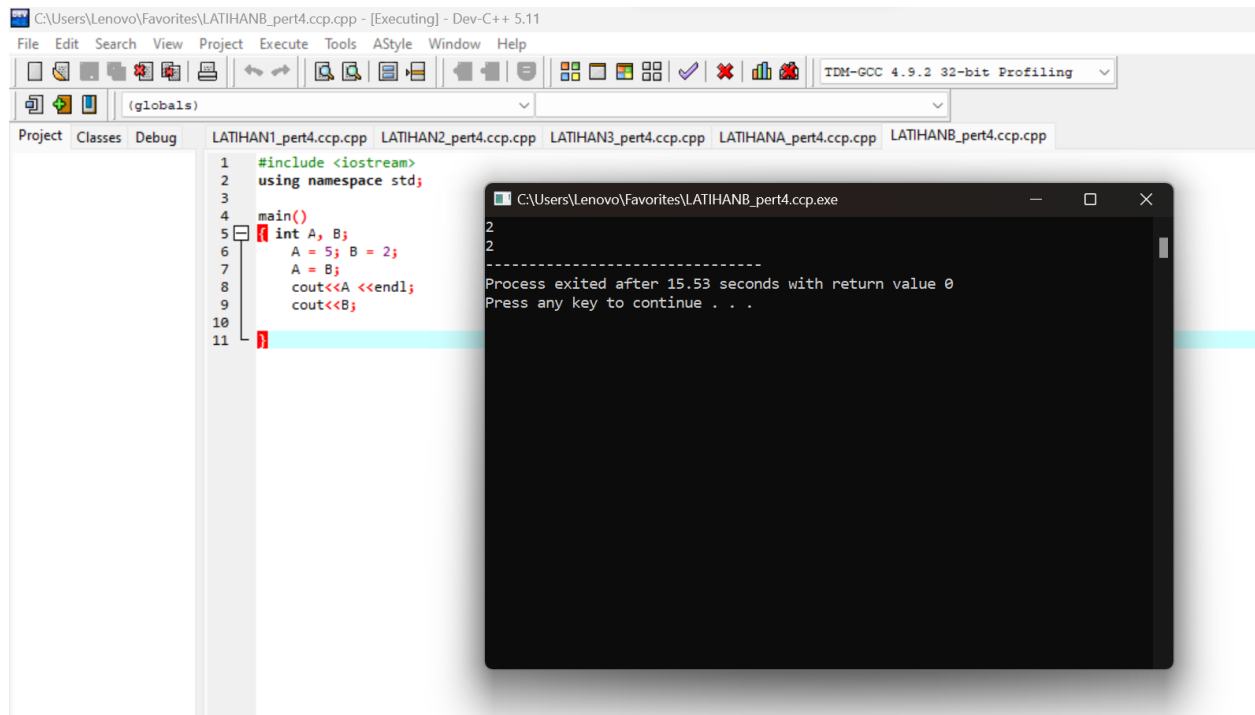 C:\Users\Lenovo\Favorites\LATIHANB_pert4.ccp.cpp - [Executing] - Dev-C++ 5.11
File Edit Search View Project Execute Tools AStyle Window Help
TDM-GCC 4.9.2 32-bit Profiling
(globals)
Project Classes Debug LATIHAN1_pert4.ccp.cpp LATIHAN2_pert4.ccp.cpp LATIHAN3_pert4.ccp.cpp LATIHANA_pert4.ccp.cpp LATIHANB_pert4.ccp.cpp
1 #include <iostream>
2 using namespace std;
3
4 main()
5 { int A, B;
6 A = 5; B = 2;
7 A = B;
8 cout<<A <<endl;
9 cout<<B;
10
11 }
C:\Users\Lenovo\Favorites\LATIHANB_pert4.ccp.exe
2
2
--------------------------------
Process exited after 15.53 seconds with return value 0
Press any key to continue . . .